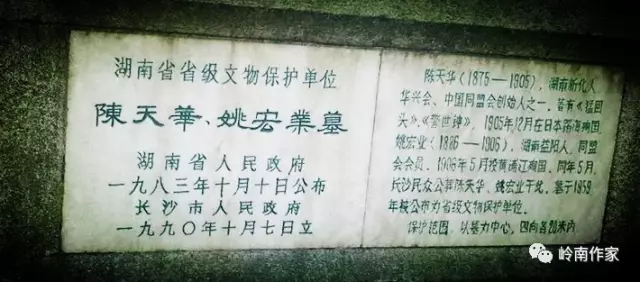 湖南省省级文物保护单位
陳天華、姚宏業墓
湖南省人民政府
一九八三年十月十日公布
长沙市人民政府
一九九〇年十月七日立
陈天华(1875—1905),湖南新化人,
华兴会、中国同盟会创始人之一,著有《猛回
头》、《警世钟》,1905年12月在日本蹈海殉国。
姚宏业(1886—1906),湖南益阳人,同盟
会会员,1906年5月投黄浦江殉国,同年5月,
长沙民众公葬陈天华、姚宏业于此,墓于1959
年被公布为省级文物保护单位。
保护范围,以墓为中心,四向各20米内
岭南作家